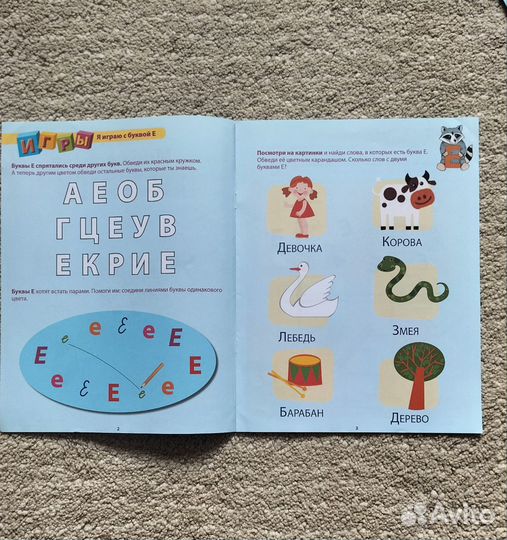 ИГРЫ
Я играю с буквой Е
Буквы Е спрятались среди других букв. Обведи их красным кружком.
А теперь другим цветом обведи остальные буквы, которые ты знаешь.
А Е О Б
Г Ц Е У В
Е К Р И Е
Буквы Е хотят встать парами. Помоги им: соедини линиями буквы одинакового
цвета.
е е Е е Е
Е Е
е Е Е е Е
2
Посмотри на картинки и найди слова, в которых есть буква Е.
Обведи её цветным карандашом. Сколько слов с двумя
буквами Е?
Е
Девочка Корова
Лебедь Змея
Барабан Дерево
3
Avito